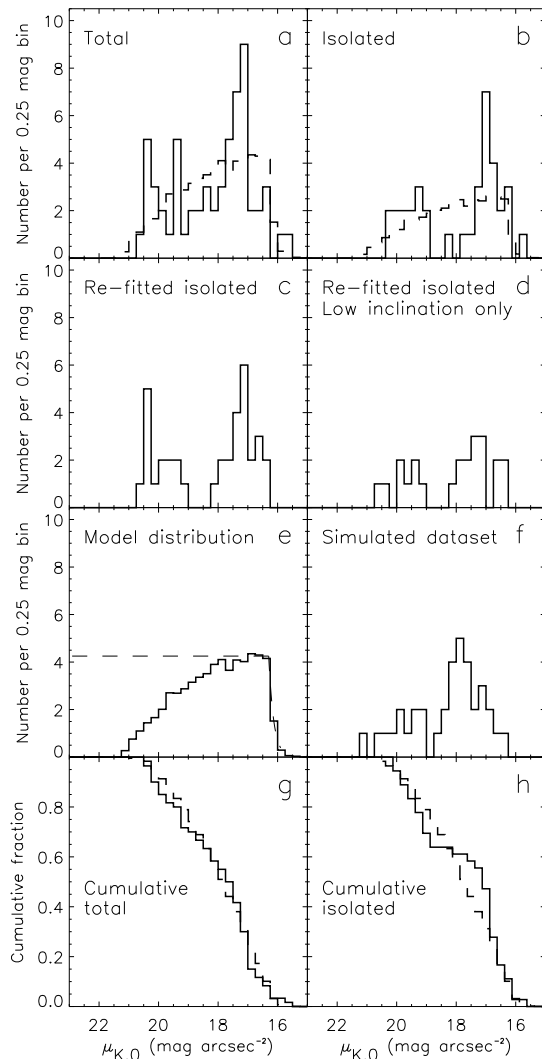 Total a
Isolated b
Number per 0.25 mag bin
10
8
6
4
2
0
Re-fitted isolated c
Re-fitted isolated d
Low inclination only
Number per 0.25 mag bin
10
8
6
4
2
0
Model distribution e
Simulated dataset f
Number per 0.25 mag bin
10
8
6
4
2
0
g
h
Cumulative total
Cumulative isolated
Cumulative fraction
0.8
0.6
0.4
0.2
0.0
22 20 18 16
22 20 18 16
μK,0 (mag arcsec−2)
μK,0 (mag arcsec−2)